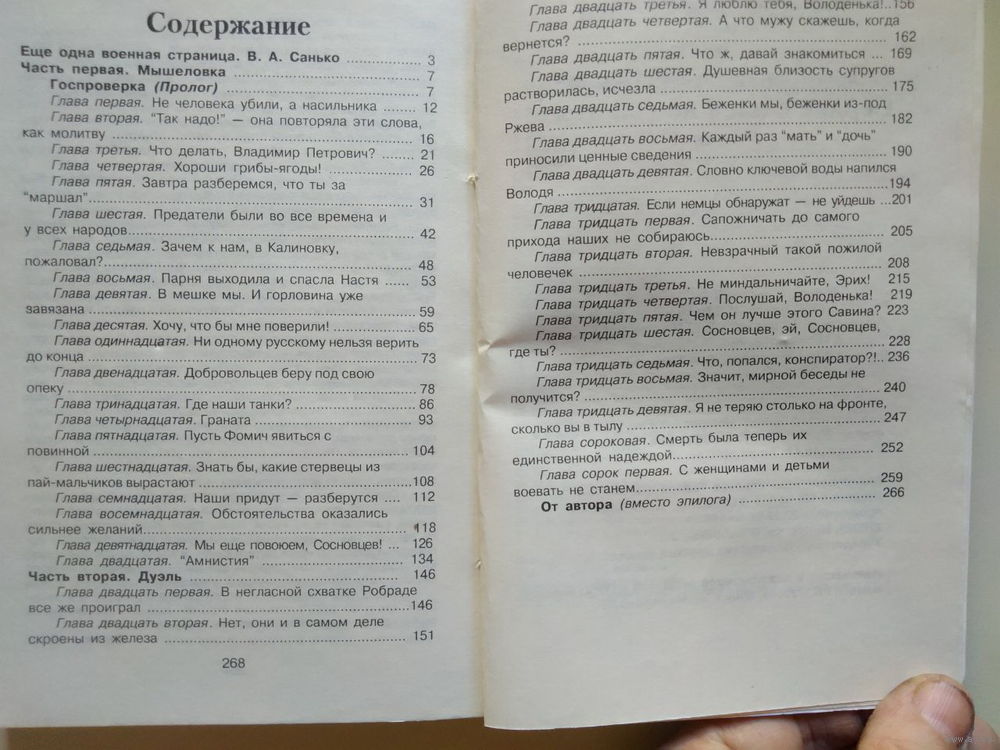 Содержание
Еще одна военная страница. В. А. Санько .............. 3
Часть первая. Мышеловка .............................. 7
Госпроверка (Пролог) .............................. 7
Глава первая. Не человека убили, а насильника ..... 12
Глава вторая. “Так надо!” — она повторяла эти слова,
как молитву ........................................ 16
Глава третья. Что делать, Владимир Петрович? ........ 21
Глава четвертая. Хороши грибы-ягоды! ............... 26
Глава пятая. Завтра разберемся, что ты за
“маршал”............................................ 31
Глава шестая. Предатели были во все времена и
у всех народов...................................... 42
Глава седьмая. Зачем к нам, в Калиновку,
пожаловал?.......................................... 48
Глава восьмая. Парня выходила и спасла Настя ...... 53
Глава девятая. В мешке мы. И горловина уже
завязана ........................................... 59
Глава десятая. Хочу, что бы мне поверили! .......... 65
Глава одиннадцатая. Ни одному русскому нельзя верить
до конца ........................................... 73
Глава двенадцатая. Добровольцев беру под свою
опеку .............................................. 78
Глава тринадцатая. Где наши танки? ................. 86
Глава четырнадцатая. Граната ....................... 93
Глава пятнадцатая. Пусть Фомич явиться с
повинной ........................................... 104
Глава шестнадцатая. Знать бы, какие стервецы из
пай-мальчиков вырастают ............................108
Глава семнадцатая. Наши придут — разберутся .... 112
Глава восемнадцатая. Обстоятельства оказались
сильнее желаний..................................... 118
Глава девятнадцатая. Мы еще повоюем, Сосновцев! ... 126
Глава двадцатая. “Амнистия” ........................ 134
Часть вторая. Дуэль ................................ 146
Глава двадцать первая. В негласной схватке Робраде
все же проиграл ....................................146
Глава двадцать вторая. Нет, они и в самом деле
скроены из железа .................................. 151
268
Глава двадцать третья. Я люблю тебя, Володенька!..156
Глава двадцать четвертая. А что мужу скажешь, когда
вернется? .......................................... 162
Глава двадцать пятая. Что ж, давай знакомиться ... 169
Глава двадцать шестая. Душевная близость супругов
растворилась, исчезла .............................. 175
Глава двадцать седьмая. Беженки мы, беженки из-под
Ржева .............................................. 182
Глава двадцать восьмая. Каждый раз “мать” и “дочь”
приносили ценные сведения .......................... 190
Глава двадцать девятая. Словно ключевой воды напился
Володя .............................................194
Глава тридцатая. Если немцы обнаружат — не уйдешь ...201
Глава тридцать первая. Сапожничать до самого
прихода наших не собираюсь.......................... 205
Глава тридцать вторая. Невзрачный такой пожилой
человечек .......................................... 208
Глава тридцать третья. Не миндальничайте, Эрих! 215
Глава тридцать четвертая. Послушай, Володенька! 219
Глава тридцать пятая. Чем он лучше этого Савина? 223
Глава тридцать шестая. Сосновцев, эй, Сосновцев,
где ты? ............................................ 228
Глава тридцать седьмая. Что, попался, конспиратор?!.. 236
Глава тридцать восьмая. Значит, мирной беседы не
получится? ......................................... 240
Глава тридцать девятая. Я не теряю столько на фронте,
сколько вы в тылу .................................. 247
Глава сороковая. Смерть была теперь их
единственной надеждой............................... 252
Глава сорок первая. С женщинами и детьми
воевать не станем................................... 259
От автора (вместо эпилога) ......................... 266